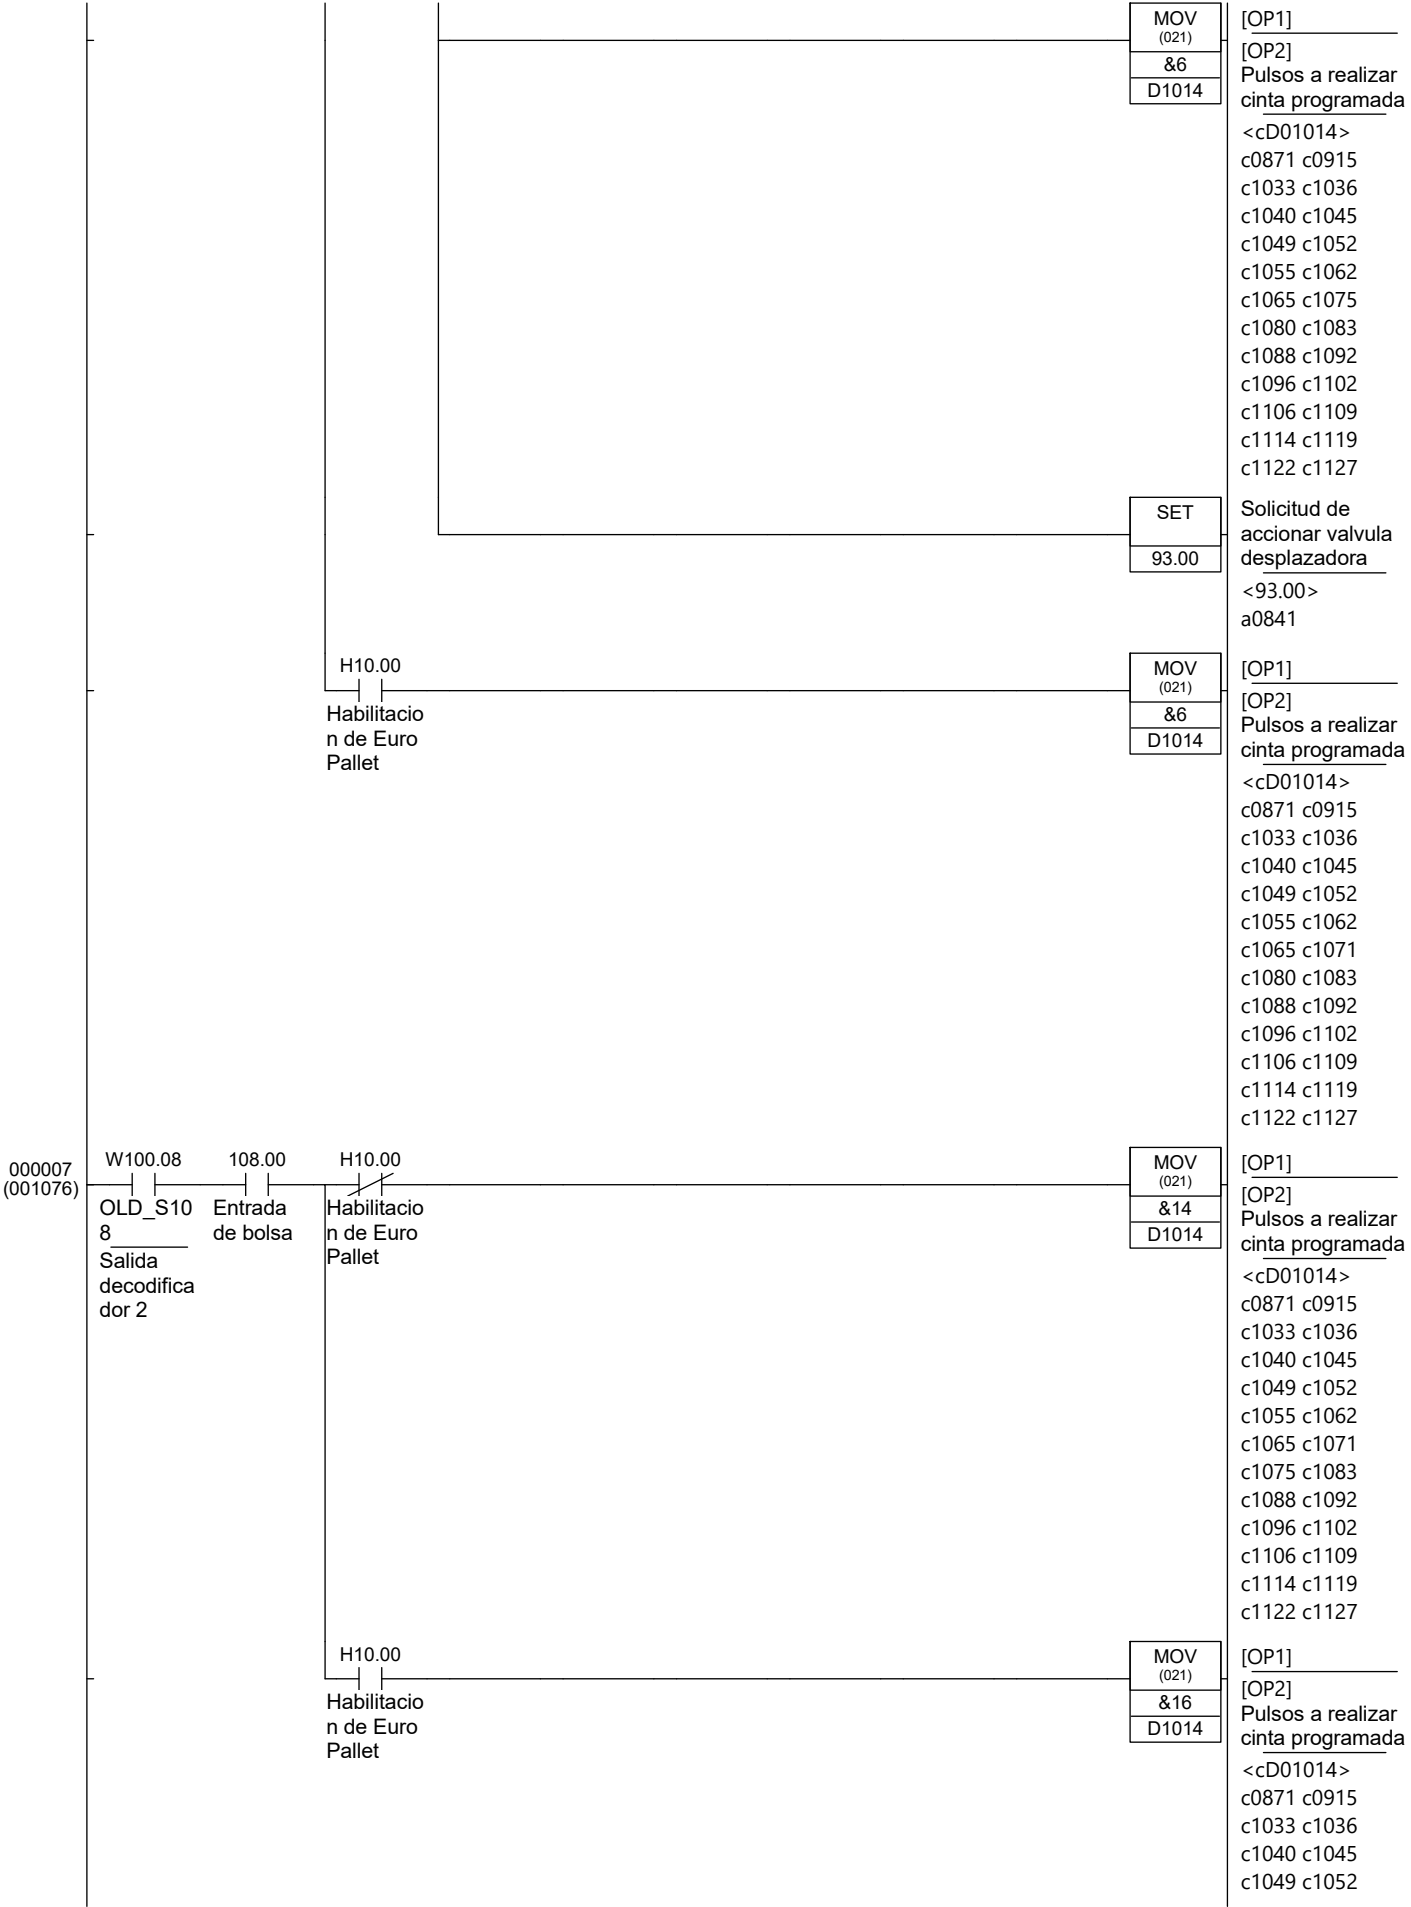 MOV
(021)
&6
D1014
[OP1]
[OP2]
Pulsos a realizar
cinta programada
<cD01014>
c0871 c0915
c1033 c1036
c1040 c1045
c1049 c1052
c1055 c1062
c1065 c1075
c1080 c1083
c1088 c1092
c1096 c1102
c1106 c1109
c1114 c1119
c1122 c1127
SET
93.00
Solicitud de
accionar valvula
desplazadora
<93.00>
a0841
H10.00
Habilitacio
n de Euro
Pallet
MOV
(021)
&6
D1014
[OP1]
[OP2]
Pulsos a realizar
cinta programada
<cD01014>
c0871 c0915
c1033 c1036
c1040 c1045
c1049 c1052
c1055 c1062
c1065 c1071
c1080 c1083
c1088 c1092
c1096 c1102
c1106 c1109
c1114 c1119
c1122 c1127
000007
(001076)
W100.08
OLD_S10
8
Salida
decodifica
dor 2
108.00
Entrada
de bolsa
H10.00
Habilitacio
n de Euro
Pallet
MOV
(021)
&14
D1014
[OP1]
[OP2]
Pulsos a realizar
cinta programada
<cD01014>
c0871 c0915
c1033 c1036
c1040 c1045
c1049 c1052
c1055 c1062
c1065 c1071
c1075 c1083
c1088 c1092
c1096 c1102
c1106 c1109
c1114 c1119
c1122 c1127
H10.00
Habilitacio
n de Euro
Pallet
MOV
(021)
&16
D1014
[OP1]
[OP2]
Pulsos a realizar
cinta programada
<cD01014>
c0871 c0915
c1033 c1036
c1040 c1045
c1049 c1052